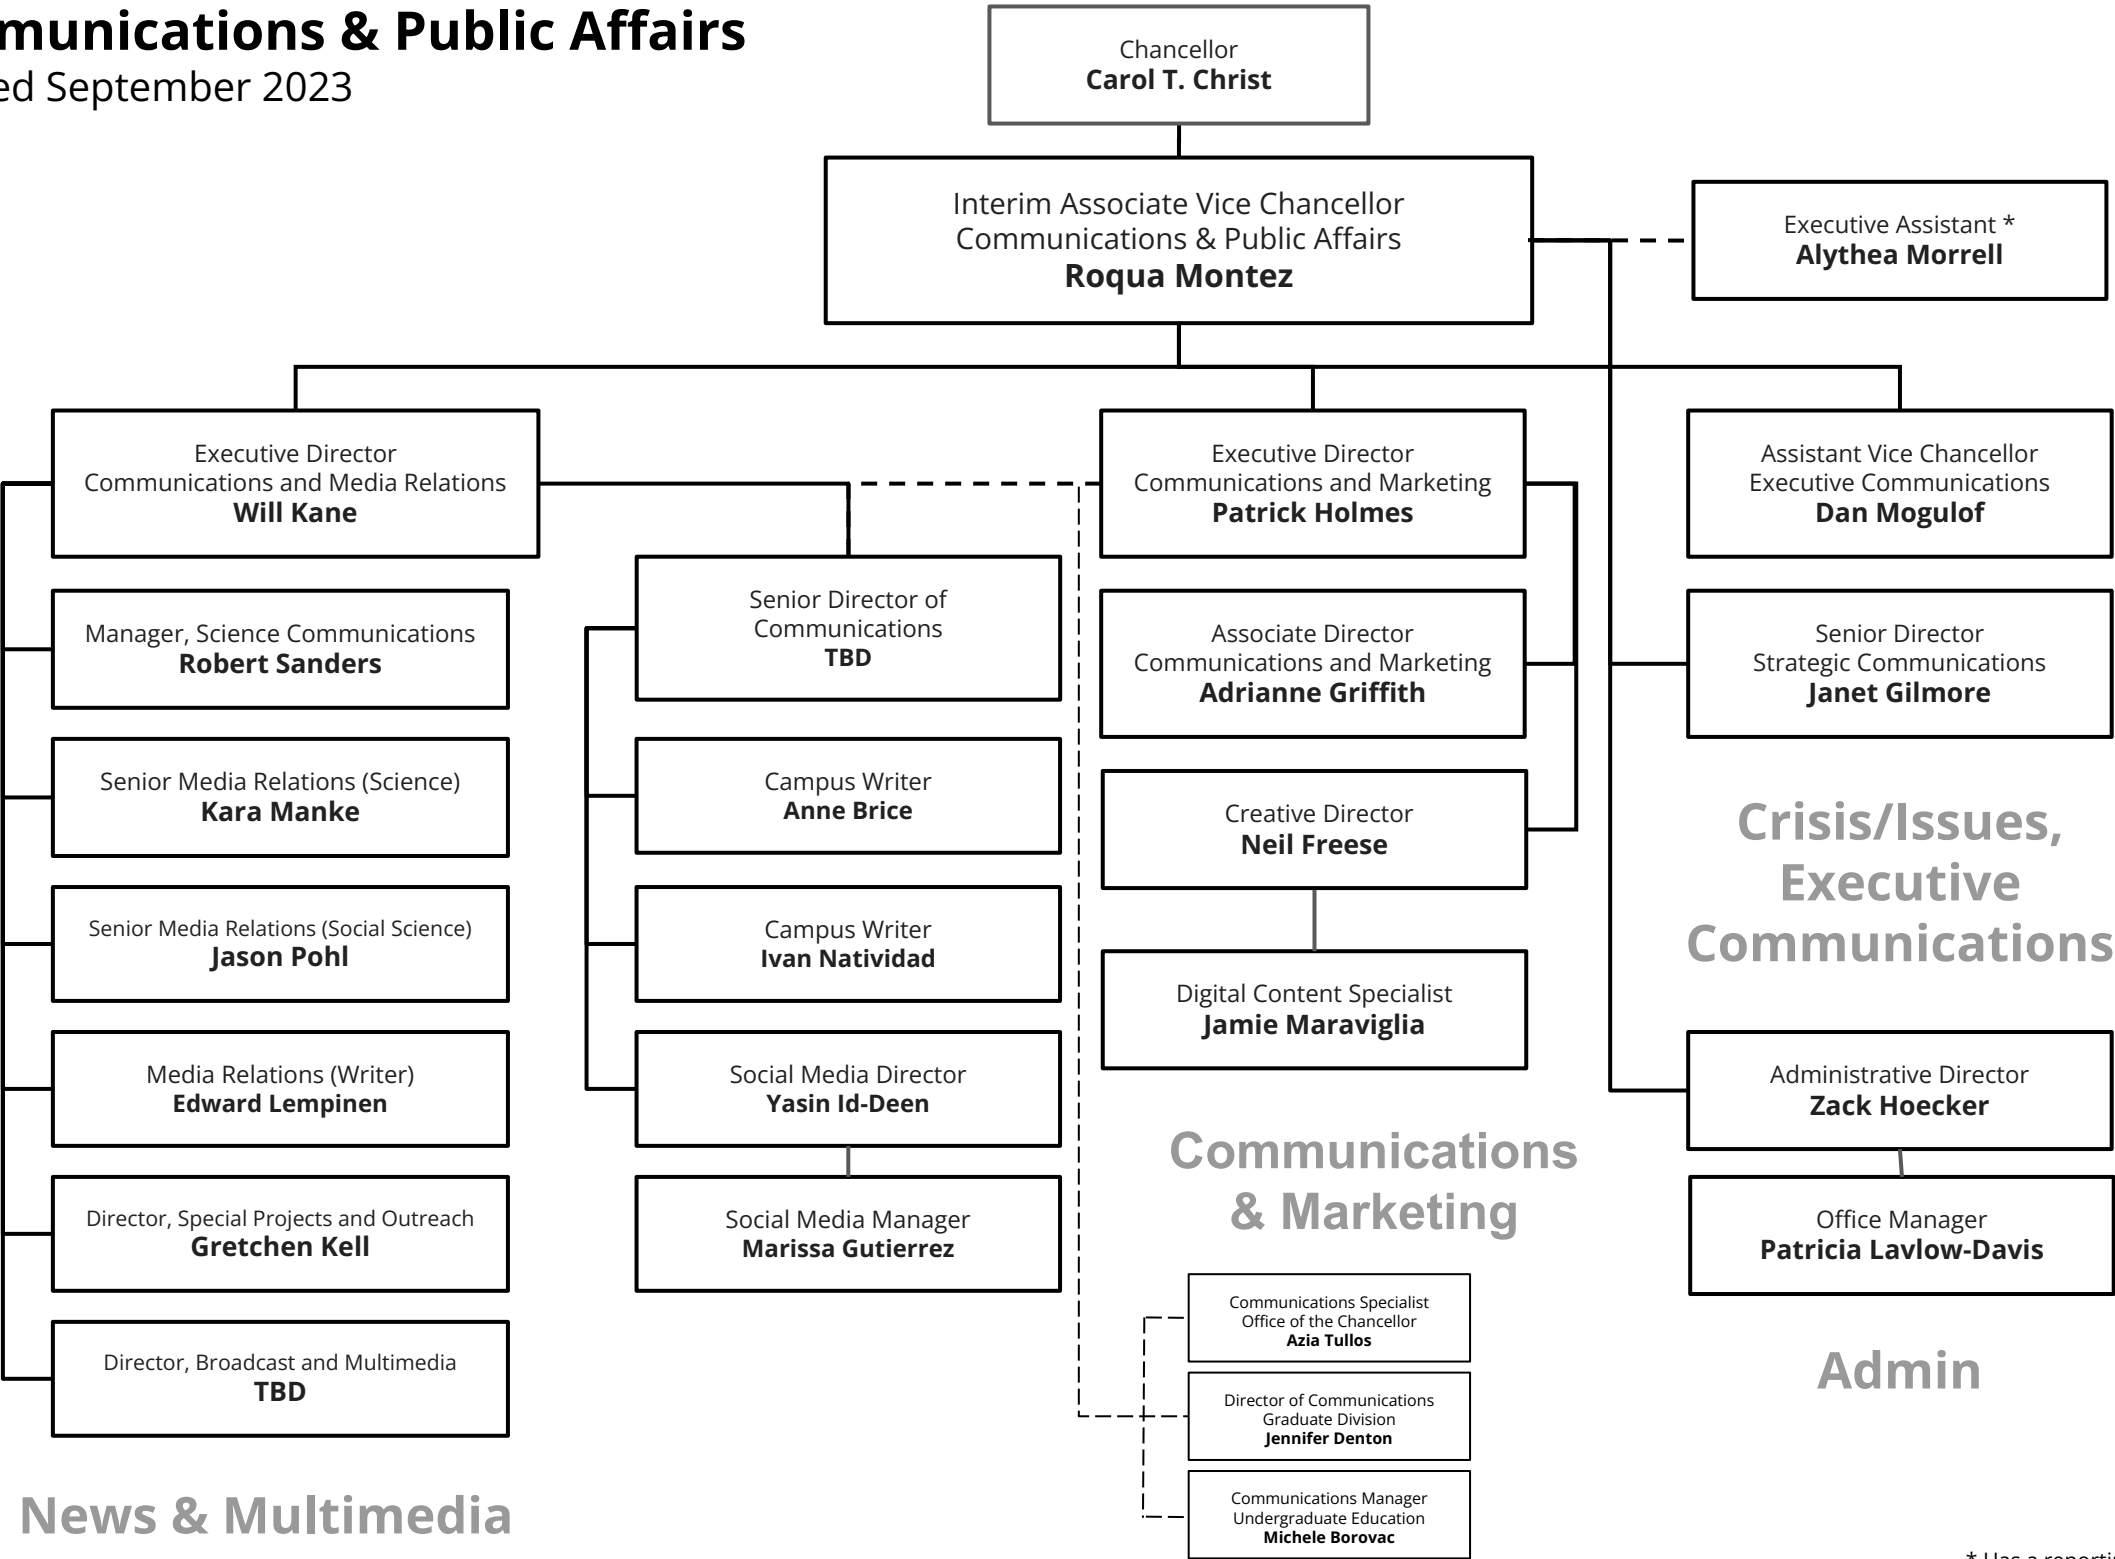 munications & Public Affairs
ed September 2023
Chancellor
Carol T. Christ
Interim Associate Vice Chancellor
Communications & Public Affairs
Roqua Montez
Executive Assistant *
Alythea Morrell
Executive Director
Communications and Media Relations
Will Kane
Executive Director
Communications and Marketing
Patrick Holmes
Assistant Vice Chancellor
Executive Communications
Dan Mogulof
Manager, Science Communications
Robert Sanders
Senior Director of
Communications
TBD
Associate Director
Communications and Marketing
Adrianne Griffith
Senior Director
Strategic Communications
Janet Gilmore
Senior Media Relations (Science)
Kara Manke
Campus Writer
Anne Brice
Creative Director
Neil Freese
Crisis/Issues,
Executive
Communications
Senior Media Relations (Social Science)
Jason Pohl
Campus Writer
Ivan Natividad
Digital Content Specialist
Jamie Maraviglia
Media Relations (Writer)
Edward Lempinen
Social Media Director
Yasin Id-Deen
Administrative Director
Zack Hoecker
Communications
& Marketing
Director, Special Projects and Outreach
Gretchen Kell
Social Media Manager
Marissa Gutierrez
Office Manager
Patricia Lavlow-Davis
Communications Specialist
Office of the Chancellor
Azia Tullos
Director, Broadcast and Multimedia
TBD
Admin
Director of Communications
Graduate Division
Jennifer Denton
News & Multimedia
Communications Manager
Undergraduate Education
Michele Borovac
* Has a reporti